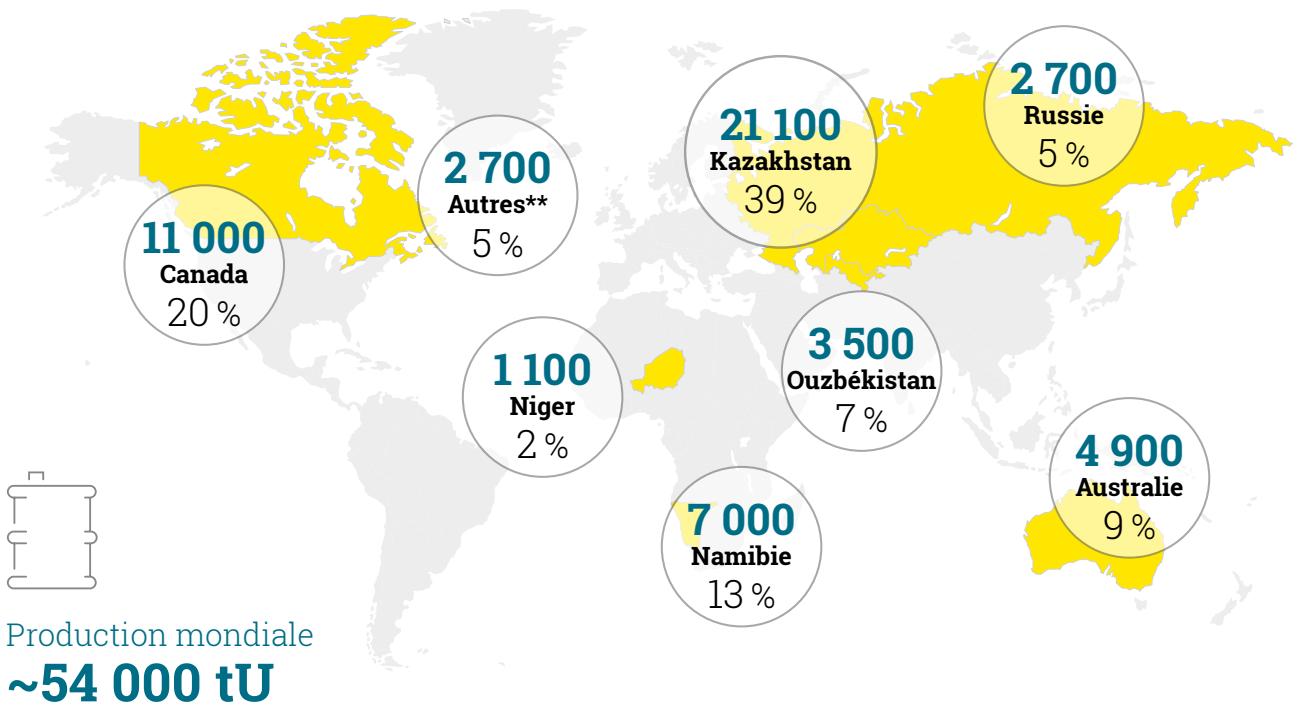 2 700
Russie
5 %
21 100
Kazakhstan
39 %
2 700
Autres**
5 %
11 000
Canada
20 %
3 500
Ouzbékistan
7 %
1 100
Niger
2 %
4 900
Australie
9 %
7 000
Namibie
13 %
Production mondiale
~54 000 tU